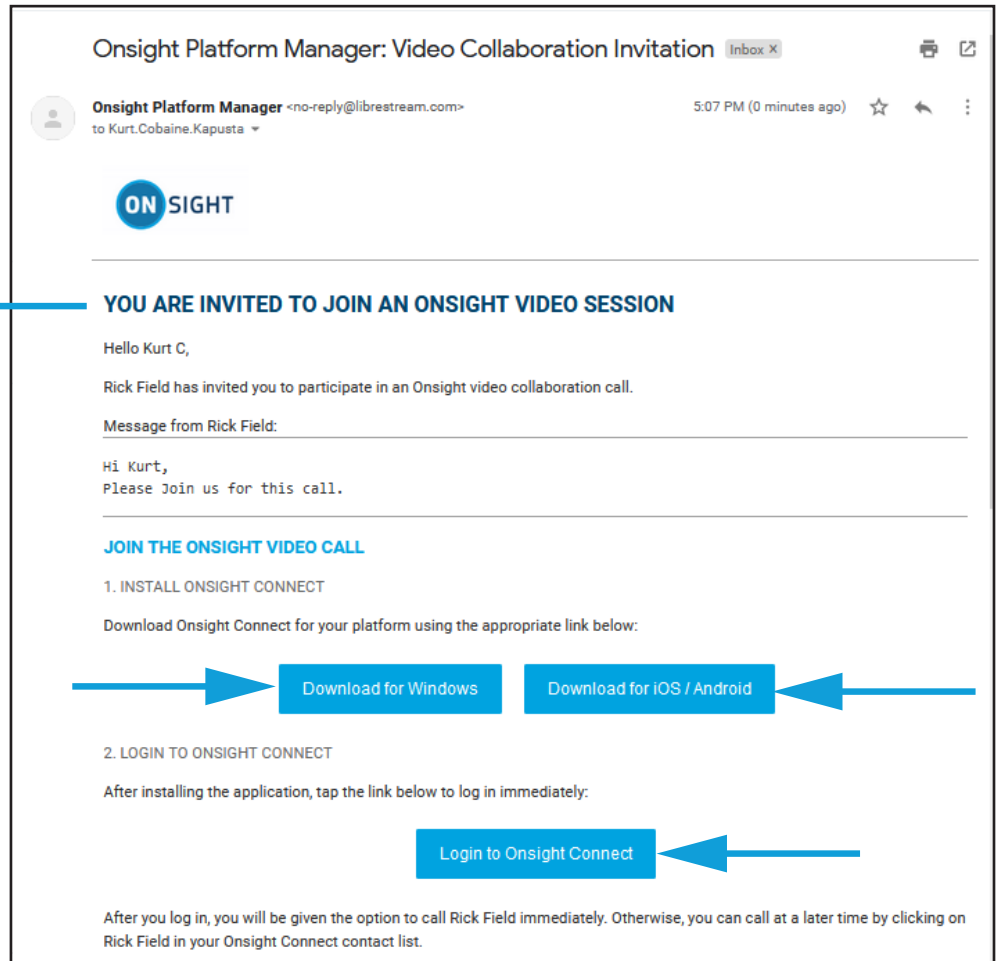 Onsight Platform Manager: Video Collaboration Invitation Inbox x
Onsight Platform Manager <no-reply@librestream.com> 5:07 PM (0 minutes ago)
to Kurt.Cobaine.Kapusta
ON SIGHT
YOU ARE INVITED TO JOIN AN ONSIGHT VIDEO SESSION
Hello Kurt C,
Rick Field has invited you to participate in an Onsight video collaboration call.
Message from Rick Field:
Hi Kurt,
Please Join us for this call.
JOIN THE ONSIGHT VIDEO CALL
1. INSTALL ONSIGHT CONNECT
Download Onsight Connect for your platform using the appropriate link below:
Download for Windows Download for iOS / Android
2. LOGIN TO ONSIGHT CONNECT
After installing the application, tap the link below to log in immediately:
Login to Onsight Connect
After you log in, you will be given the option to call Rick Field immediately. Otherwise, you can call at a later time by clicking on
Rick Field in your Onsight Connect contact list.